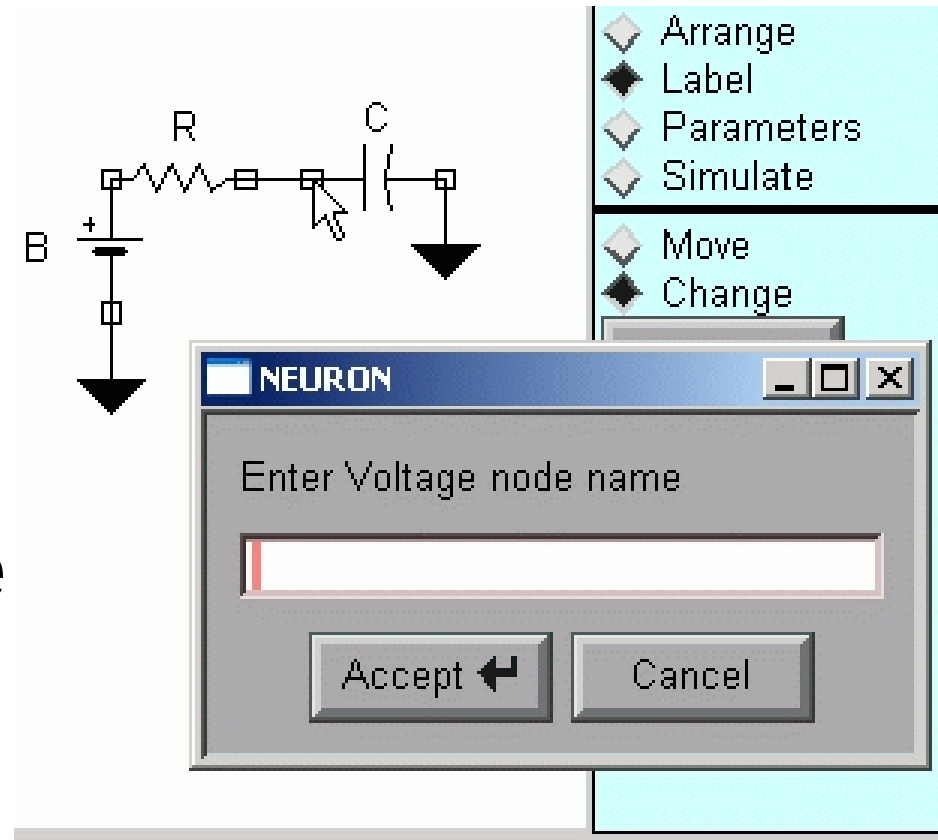 Arrange
Label
Parameters
Simulate
R
C
+
B
Move
Change
NEURON
Enter Voltage node name
e
Accept
Cancel